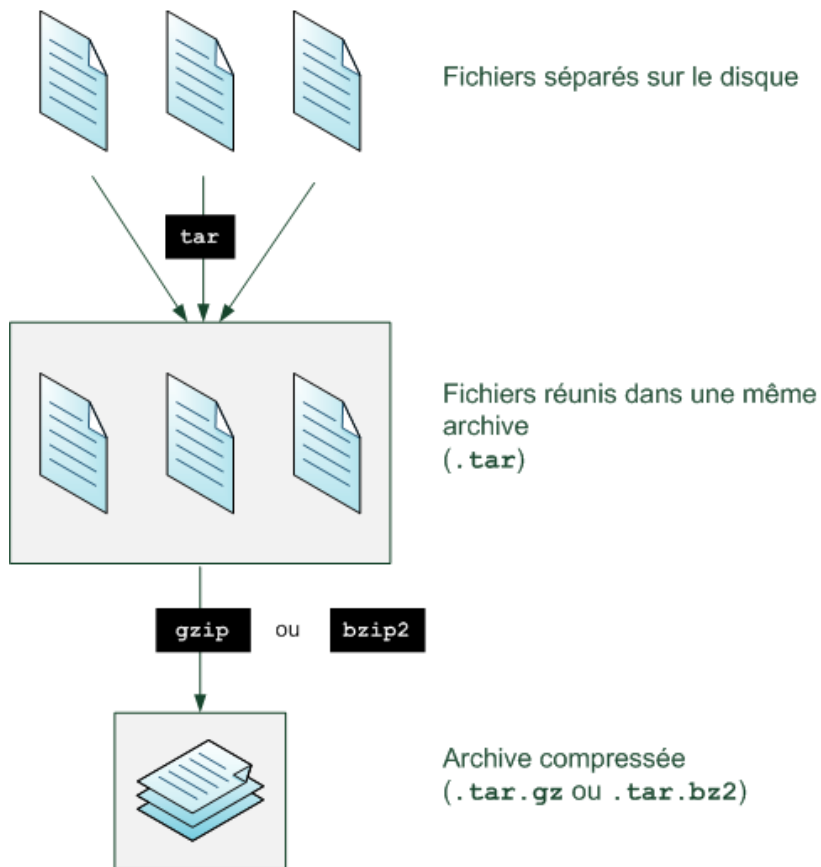 Fichiers séparés sur le disque
tar
Fichiers réunis dans une même
archive
(.tar)
gzip ou bzip2
Archive compressée
(.tar.gz ou .tar.bz2)